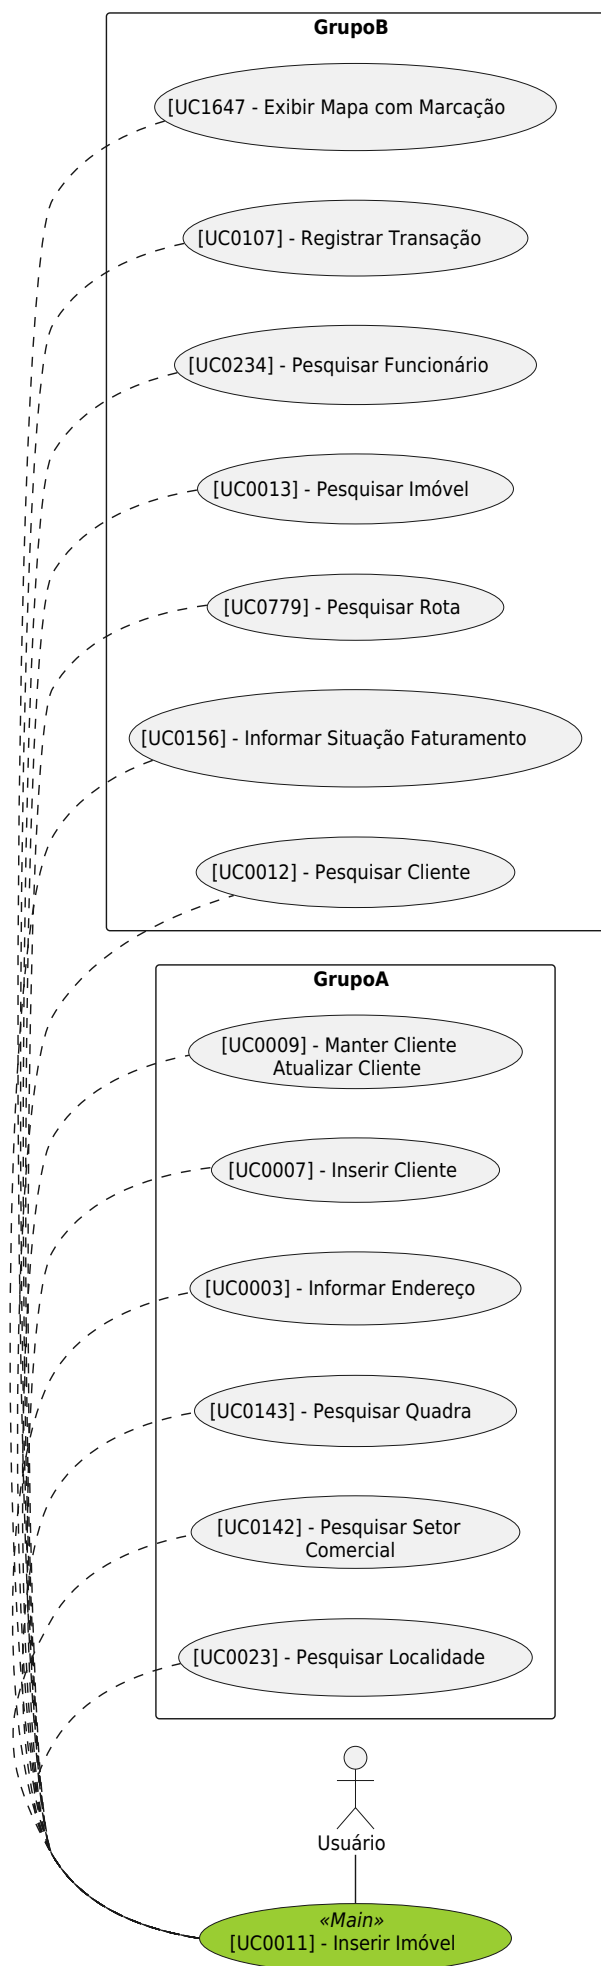 GrupoB
[UC1647 - Exibir Mapa com Marcação
[UC0107] - Registrar Transação
[UC0234] - Pesquisar Funcionário
[UC0013] - Pesquisar Imóvel
[UC0779] - Pesquisar Rota
[UC0156] - Informar Situação Faturamento
[UC0012] - Pesquisar Cliente
GrupoA
[UC0009] - Manter Cliente
Atualizar Cliente
[UC0007] - Inserir Cliente
[UC0003] - Informar Endereço
[UC0143] - Pesquisar Quadra
[UC0142] - Pesquisar Setor
Comercial
[UC0023] - Pesquisar Localidade
Usuário
«Main»
[UC0011] - Inserir Imóvel